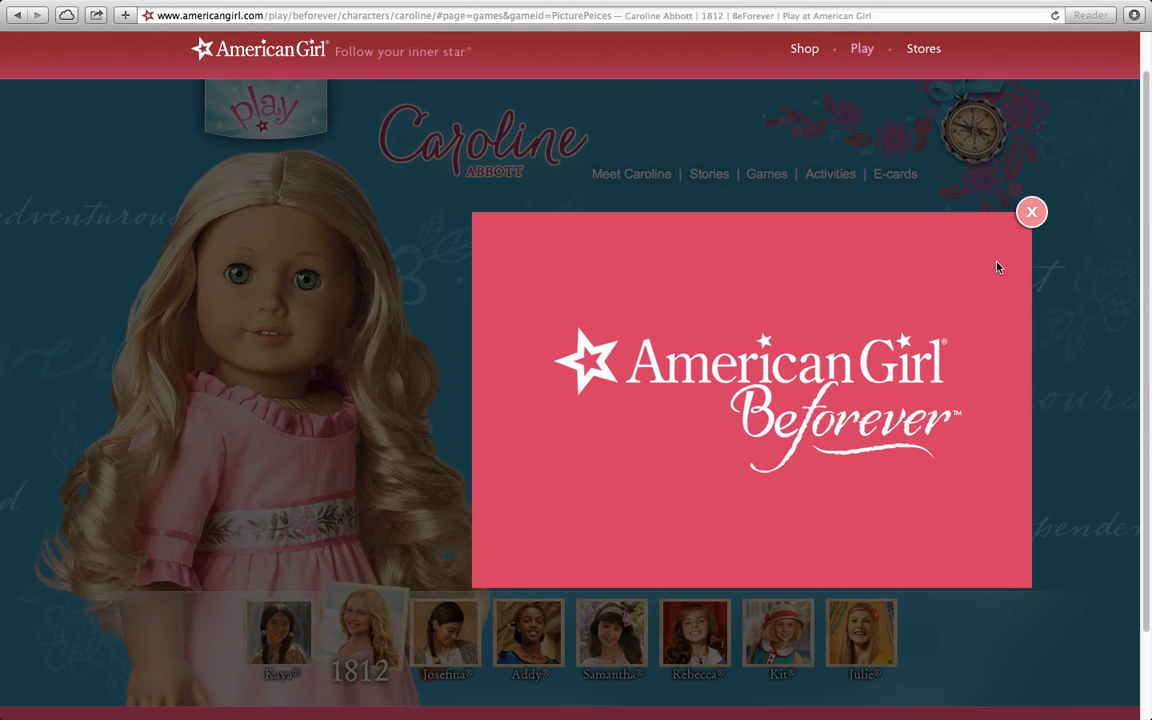 www.americangirl.com/play/beforever/characters/caroline/#page=games&gameid=PicturePeices — Caroline Abbott | 1812 | BeForever | Play at American Girl
Reader
American Girl® Follow your inner star®
Shop · Play · Stores
play
Caroline
ABBOTT
Meet Caroline | Stories | Games | Activities | E-cards
adventurous
X
American Girl®
Beforever™
Kaya®
1812
Josefina®
Addy®
Samantha®
Rebecca®
Kit®
Julie®